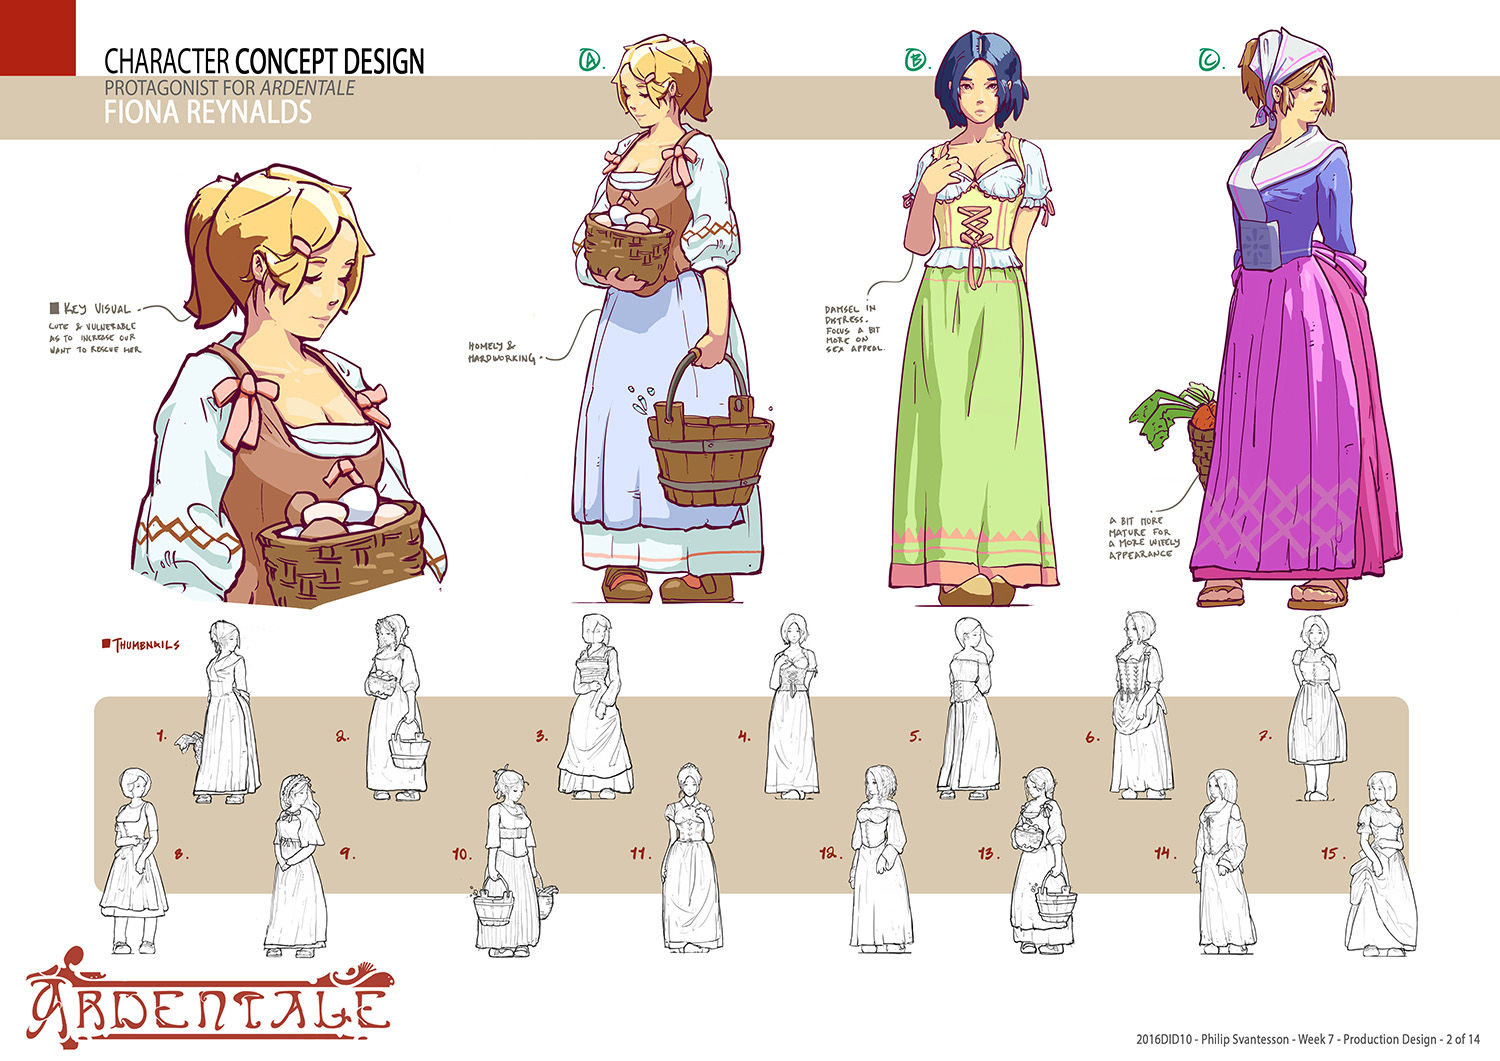 CHARACTER CONCEPT DESIGN
PROTAGONIST FOR ARDENTALE
FIONA REYNALDS
A.
B.
C.
KEY VISUAL
CUTE & VULNERABLE
AS TO INCREASE OUR
WANT TO RESCUE HER
HOMELY &
HARDWORKING
DAMSEL IN
DISTRESS.
FOCUS A BIT
MORE ON
SEX APPEAL.
A BIT MORE
MATURE FOR
A MORE WIFELY
APPEARANCE
THUMBNAILS
1.
2.
3.
4.
5.
6.
7.
8.
9.
10.
11.
12.
13.
14.
15.
ARDENTALE
2016DID10 - Philip Svantesson - Week 7 - Production Design - 2 of 14